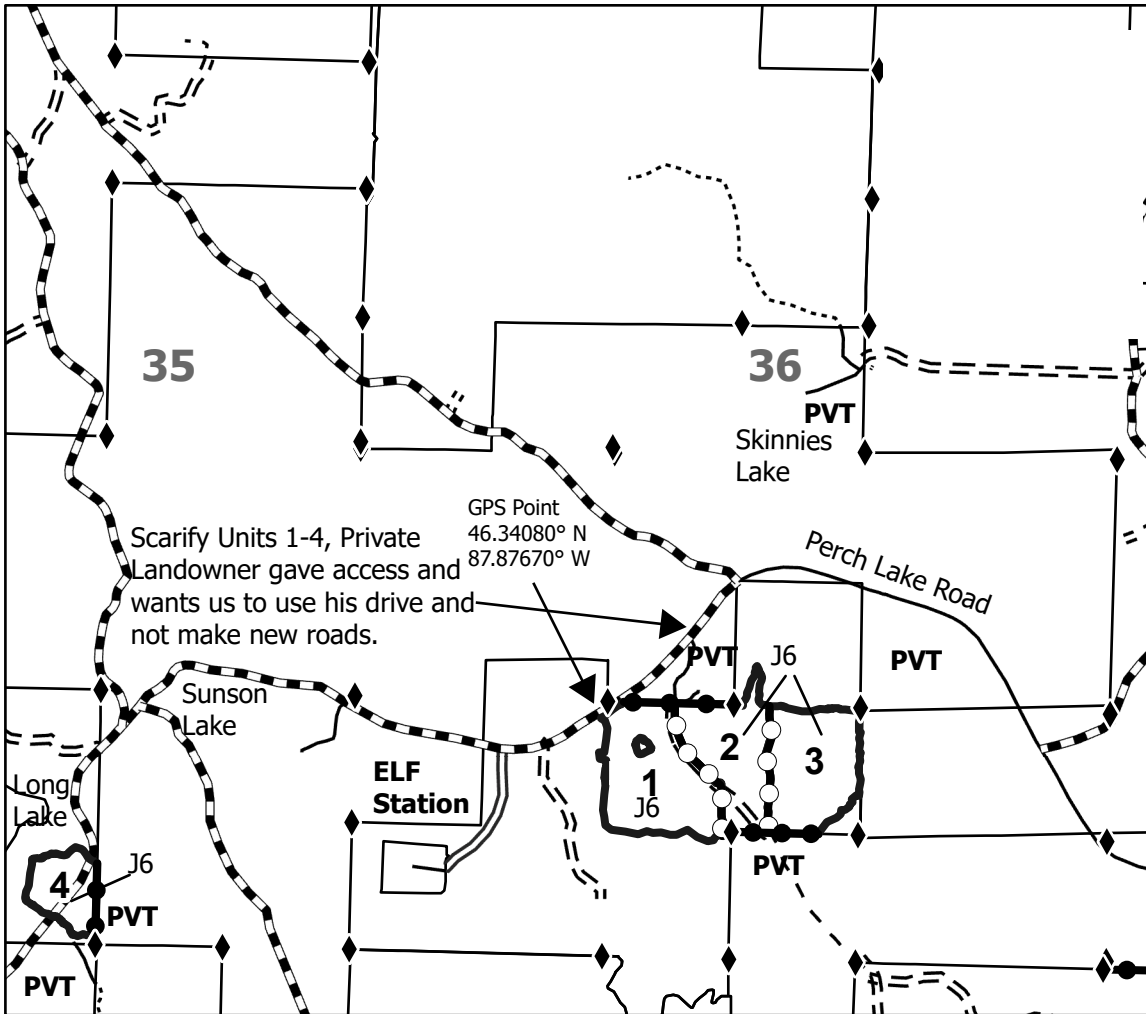 35
36
PVT
Skinnies
Lake
GPS Point
46.34080° N
87.87670° W
Scarify Units 1-4, Private
Landowner gave access and
wants us to use his drive and
not make new roads.
Perch Lake Road
PVT
J6
PVT
Sunson
Lake
2
3
1
J6
ELF
Station
Long
Lake
J6
4
PVT
PVT
PVT